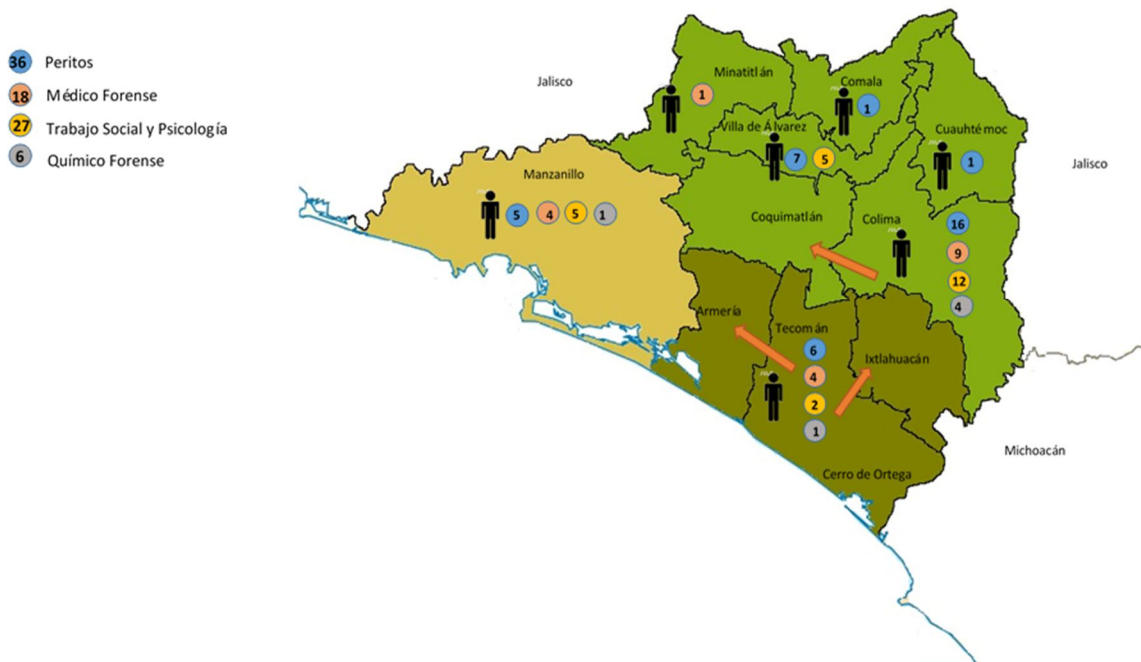 36 Peritos
18 Médico Forense
27 Trabajo Social y Psicología
6 Químico Forense
Jalisco
Minatitlán
1
Comala
1
Villa de Álvarez
7 5
Cuauhtémoc
1
Jalisco
Manzanillo
5 4 5 1
Coquimatlán
Colima
16
9
12
4
Armería
Tecomán
6
4
2
1
Ixtlahuacán
Cerro de Ortega
Michoacán